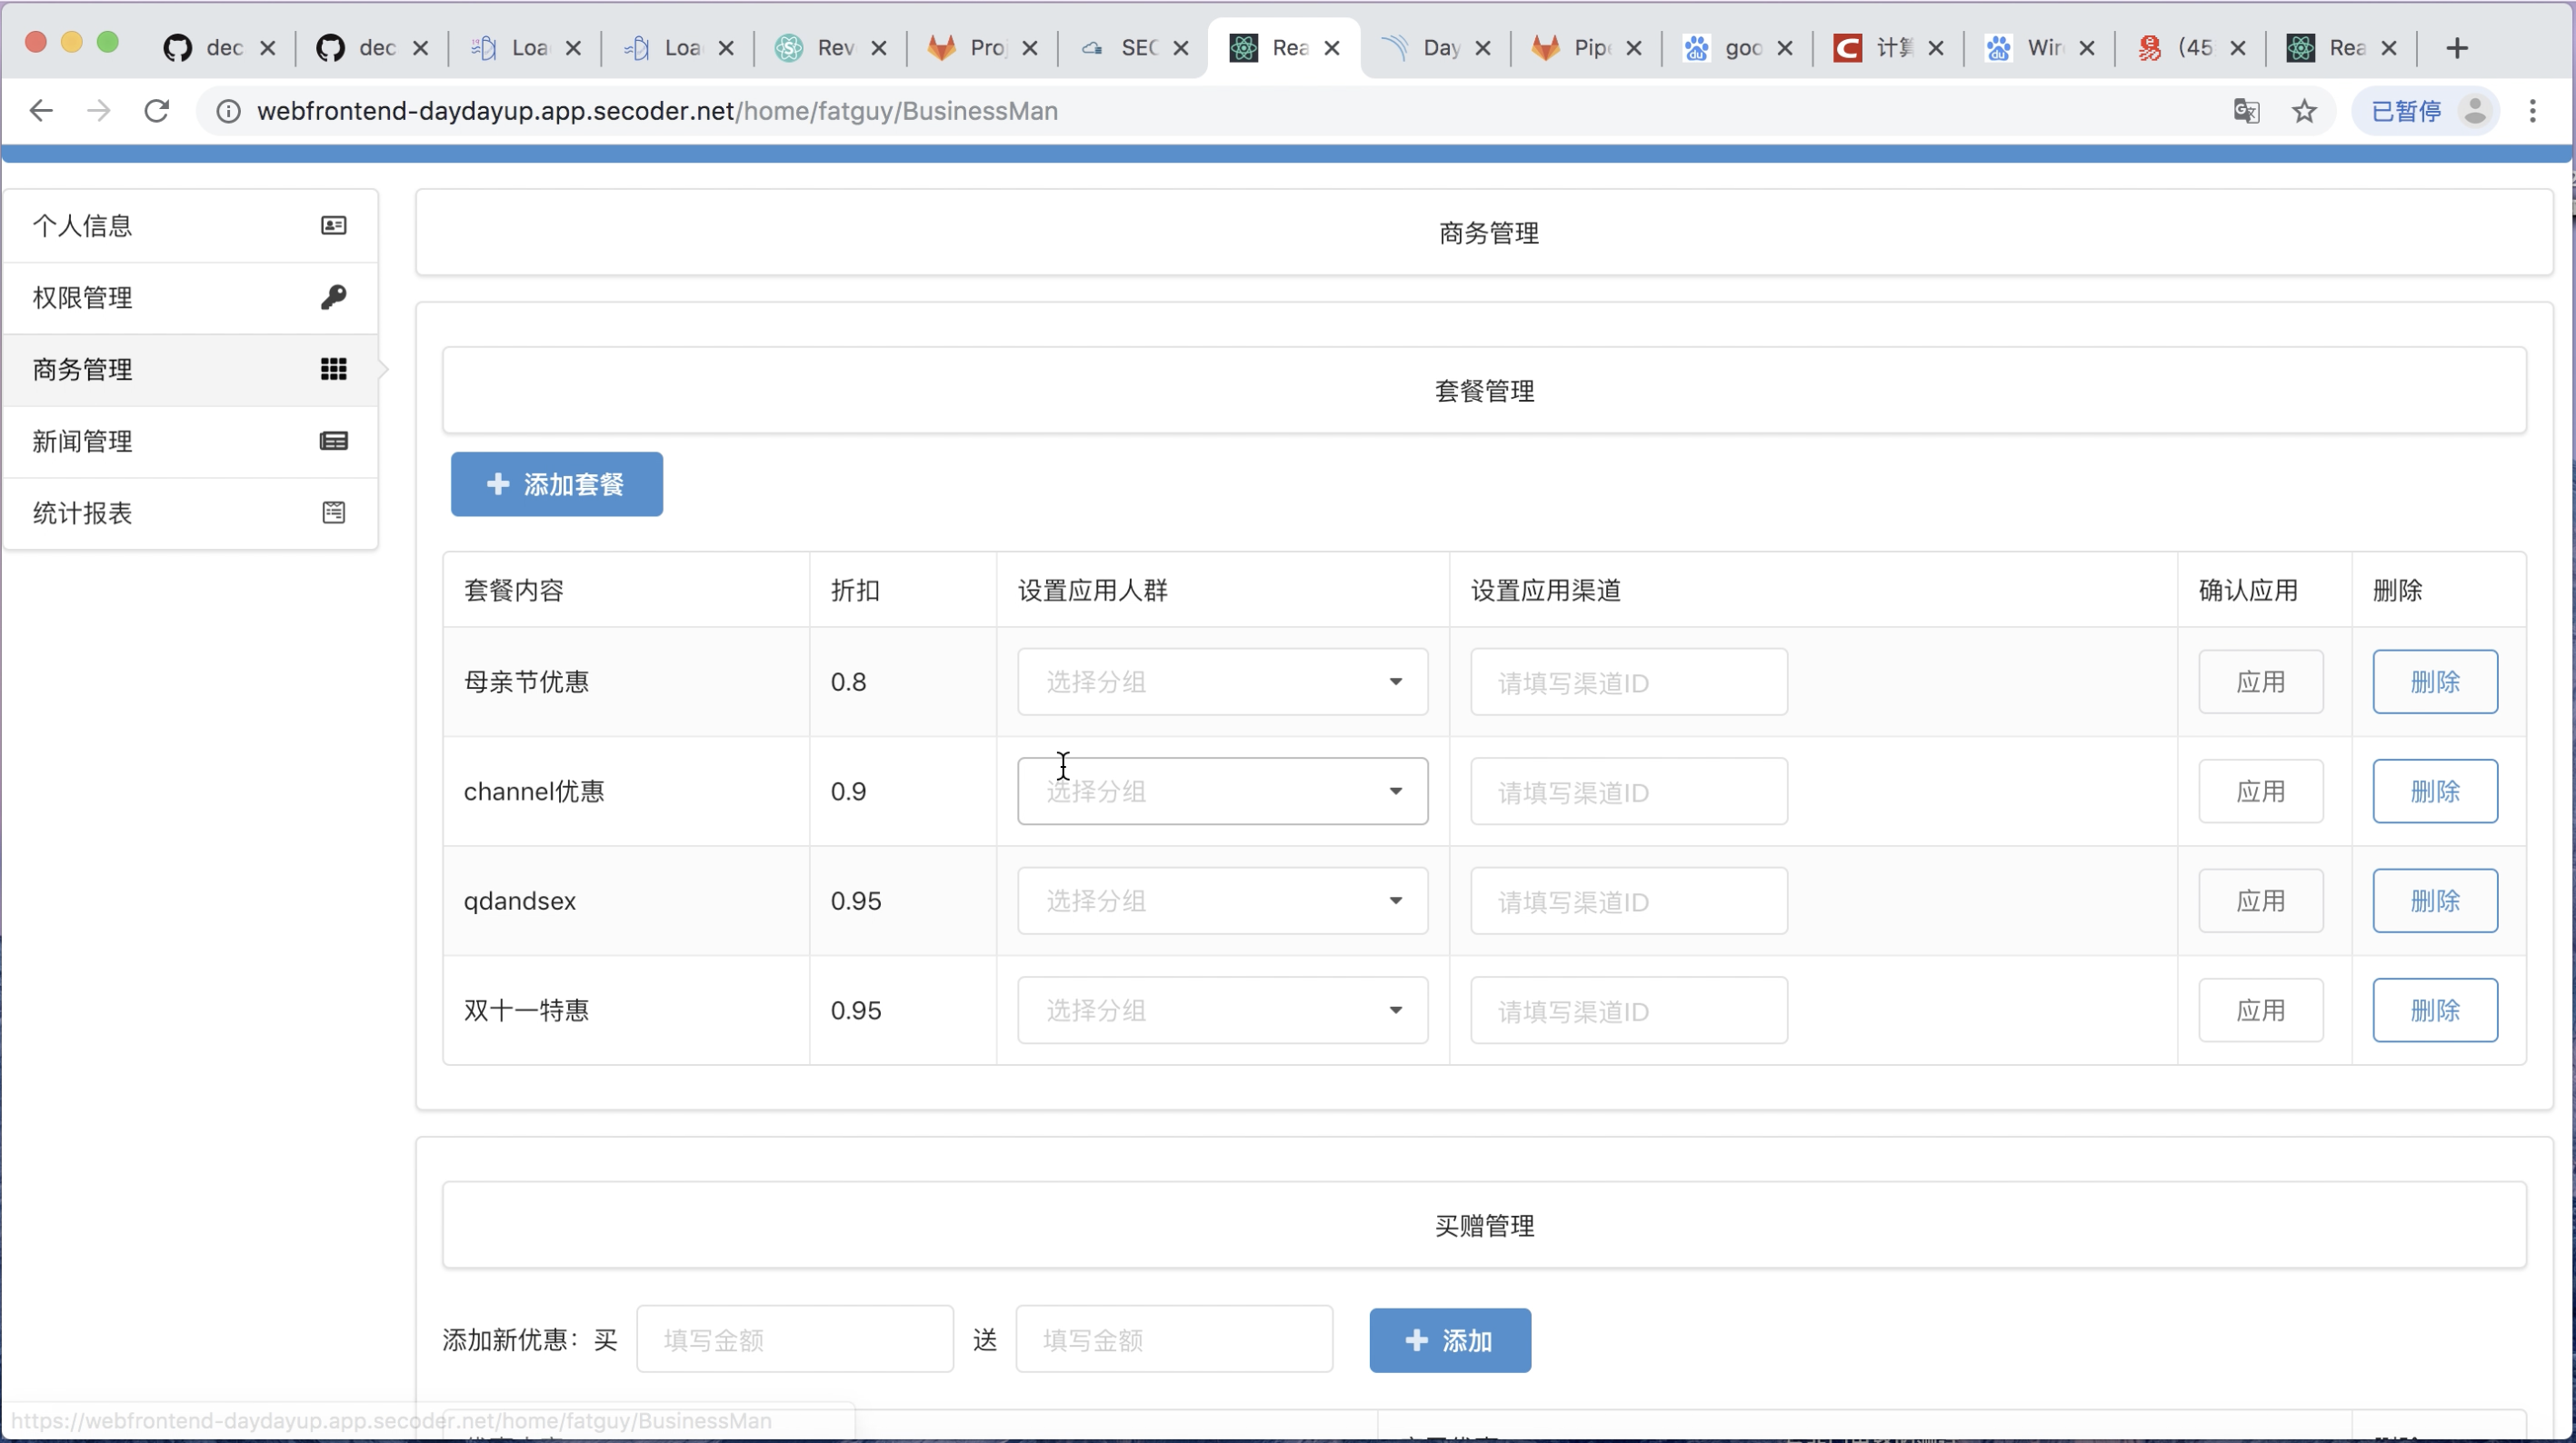 dec dec Loa Loa Rev Proj SEC Rea Day Pipe goo 计算 Wire (45 Rea
webfrontend-daydayup.app.secoder.net/home/fatguy/BusinessMan 已暂停
个人信息
权限管理
商务管理
新闻管理
统计报表
商务管理
套餐管理
添加套餐
套餐内容 折扣 设置应用人群 设置应用渠道 确认应用 删除
母亲节优惠 0.8 选择分组 请填写渠道ID 应用 删除
channel优惠 0.9 选择分组 请填写渠道ID 应用 删除
qdandsex 0.95 选择分组 请填写渠道ID 应用 删除
双十一特惠 0.95 选择分组 请填写渠道ID 应用 删除
买赠管理
添加新优惠：买 填写金额 送 填写金额 添加
https://webfrontend-daydayup.app.secoder.net/home/fatguy/BusinessMan